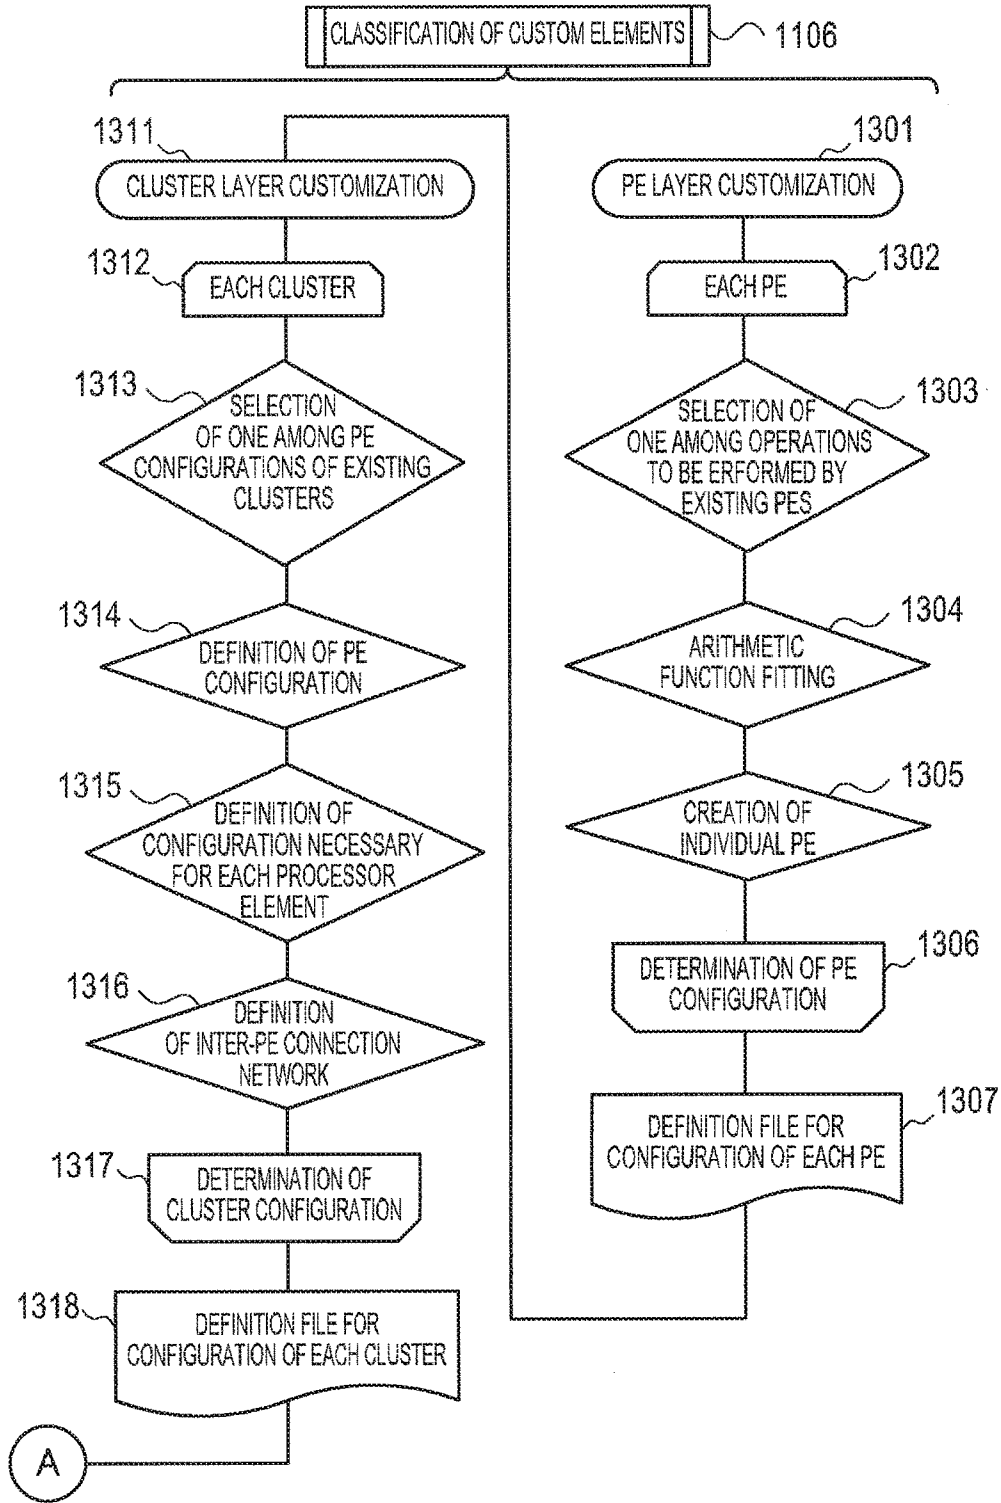 CLASSIFICATION OF CUSTOM ELEMENTS
1106
1311
CLUSTER LAYER CUSTOMIZATION
1312
EACH CLUSTER
1313
SELECTION
OF ONE AMONG PE
CONFIGURATIONS OF EXISTING
CLUSTERS
1314
DEFINITION OF PE
CONFIGURATION
1315
DEFINITION OF
CONFIGURATION NECESSARY
FOR EACH PROCESSOR
ELEMENT
1316
DEFINITION
OF INTER-PE CONNECTION
NETWORK
1317
DETERMINATION OF
CLUSTER CONFIGURATION
1318
DEFINITION FILE FOR
CONFIGURATION OF EACH CLUSTER
A
1301
PE LAYER CUSTOMIZATION
1302
EACH PE
1303
SELECTION OF
ONE AMONG OPERATIONS
TO BE ERFORMED BY
EXISTING PES
1304
ARITHMETIC
FUNCTION FITTING
1305
CREATION OF
INDIVIDUAL PE
1306
DETERMINATION OF PE
CONFIGURATION
1307
DEFINITION FILE FOR
CONFIGURATION OF EACH PE